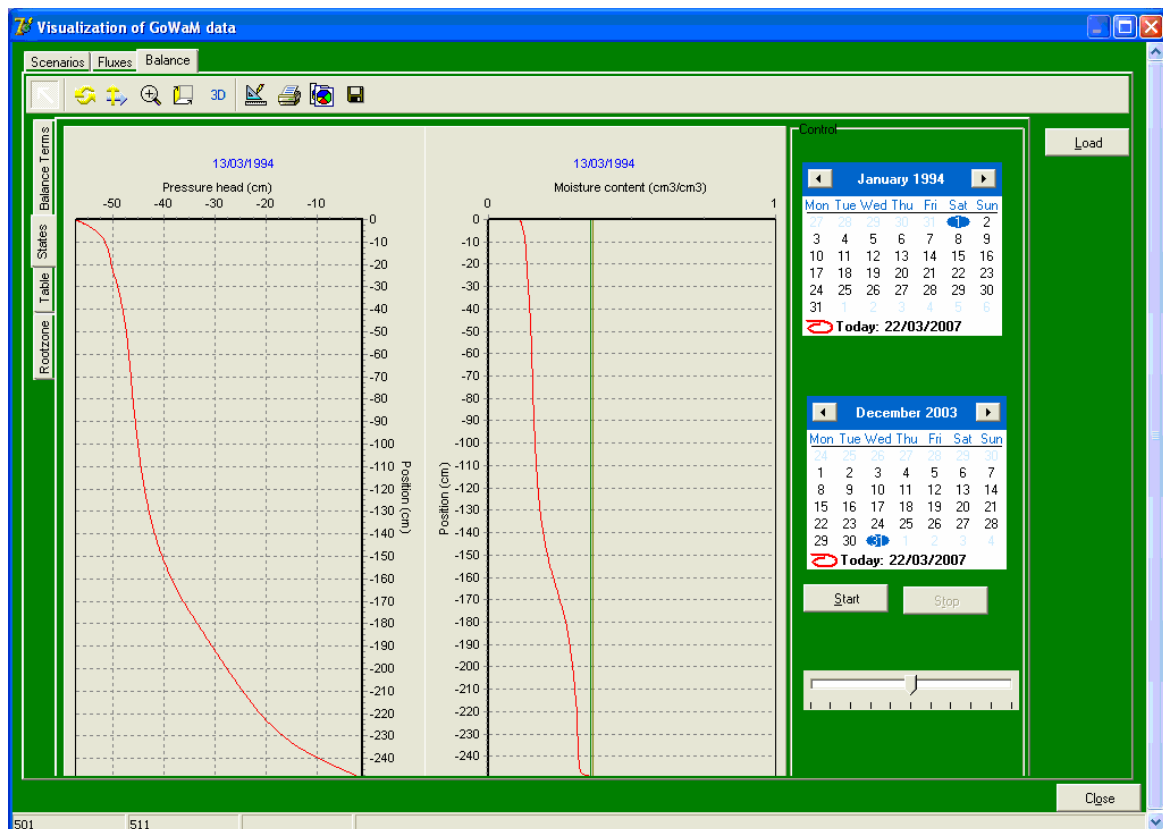 Visualization of GoWaM data
Scenarios Fluxes Balance
3D
Balance Terms
States
Table
Rootzone
13/03/1994
Pressure head (cm)
-50 -40 -30 -20 -10
0
-10
-20
-30
-40
-50
-60
-70
-80
-90
-100
-110
-120
-130
-140
-150
-160
-170
-180
-190
-200
-210
-220
-230
-240
Position (cm)
13/03/1994
Moisture content (cm3/cm3)
0 1
0
-10
-20
-30
-40
-50
-60
-70
-80
-90
-100
-110
-120
-130
-140
-150
-160
-170
-180
-190
-200
-210
-220
-230
-240
Position (cm)
Control
January 1994
Mon Tue Wed Thu Fri Sat Sun
27 28 29 30 31 1 2
3 4 5 6 7 8 9
10 11 12 13 14 15 16
17 18 19 20 21 22 23
24 25 26 27 28 29 30
31 1 2 3 4 5 6
Today: 22/03/2007
December 2003
Mon Tue Wed Thu Fri Sat Sun
24 25 26 27 28 29 30
1 2 3 4 5 6 7
8 9 10 11 12 13 14
15 16 17 18 19 20 21
22 23 24 25 26 27 28
29 30 31 1 2 3 4
Today: 22/03/2007
Start Stop
Load
Close
501 511